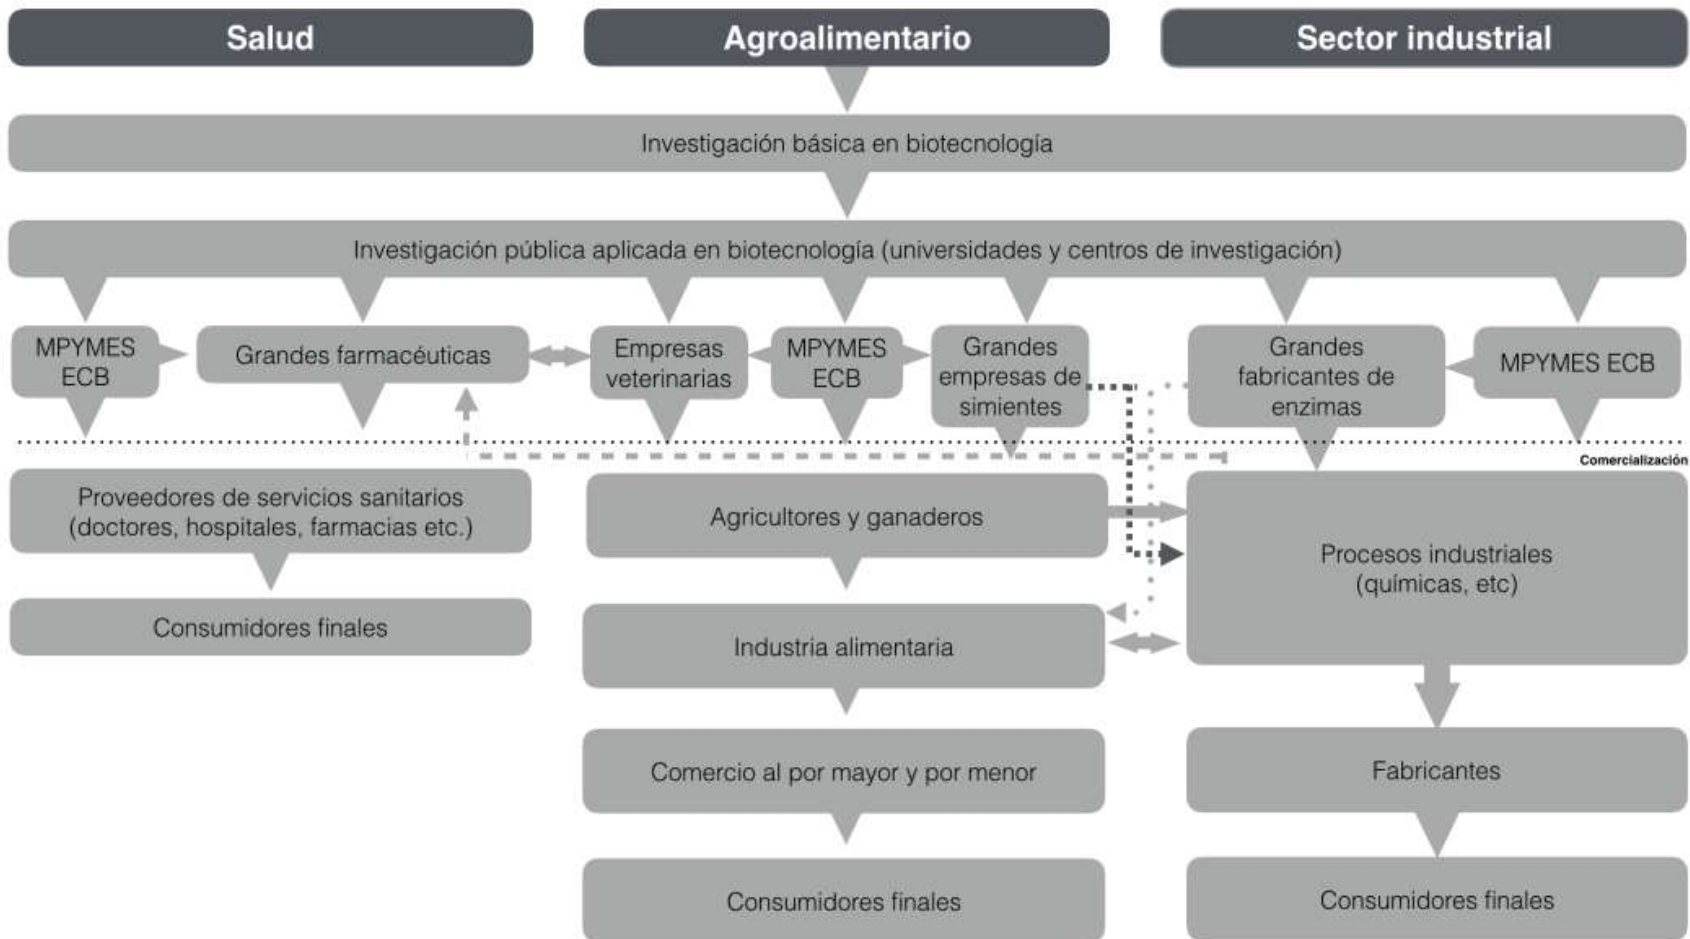 Salud
Agroalimentario
Sector industrial
Investigación básica en biotecnología
Investigación pública aplicada en biotecnología (universidades y centros de investigación)
MPYMES
ECB
Grandes farmacéuticas
Empresas
veterinarias
MPYMES
ECB
Grandes
empresas de
simientes
Grandes
fabricantes de
enzimas
MPYMES ECB
Comercialización
Proveedores de servicios sanitarios
(doctores, hospitales, farmacias etc.)
Consumidores finales
Agricultores y ganaderos
Industria alimentaria
Comercio al por mayor y por menor
Consumidores finales
Procesos industriales
(químicas, etc)
Fabricantes
Consumidores finales